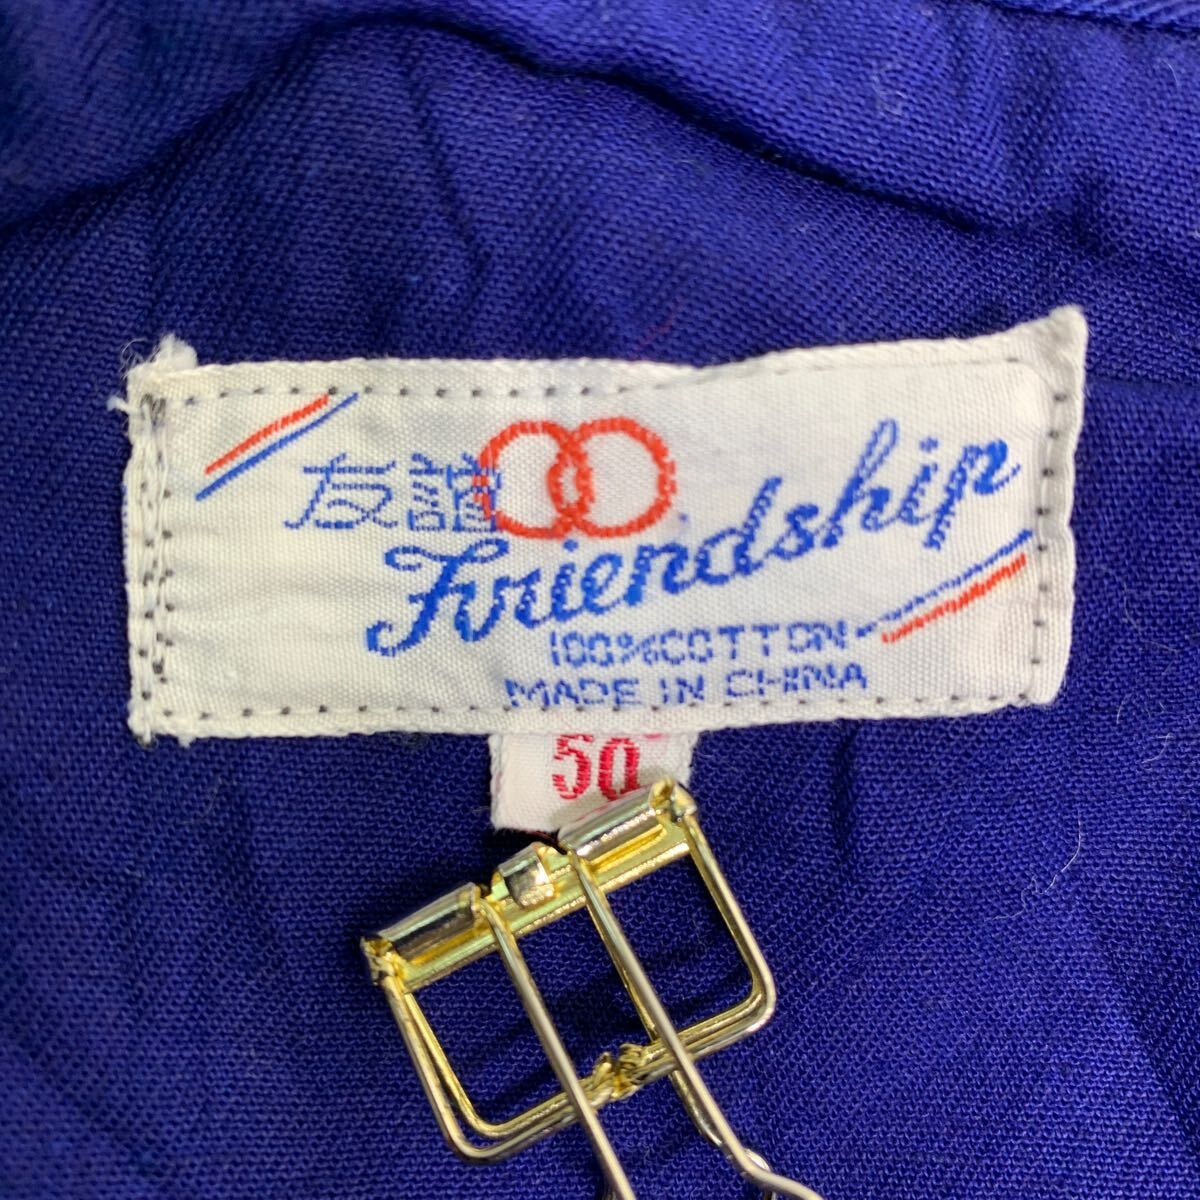 友誼
Friendship
100%COTTON
MADE IN CHINA
50